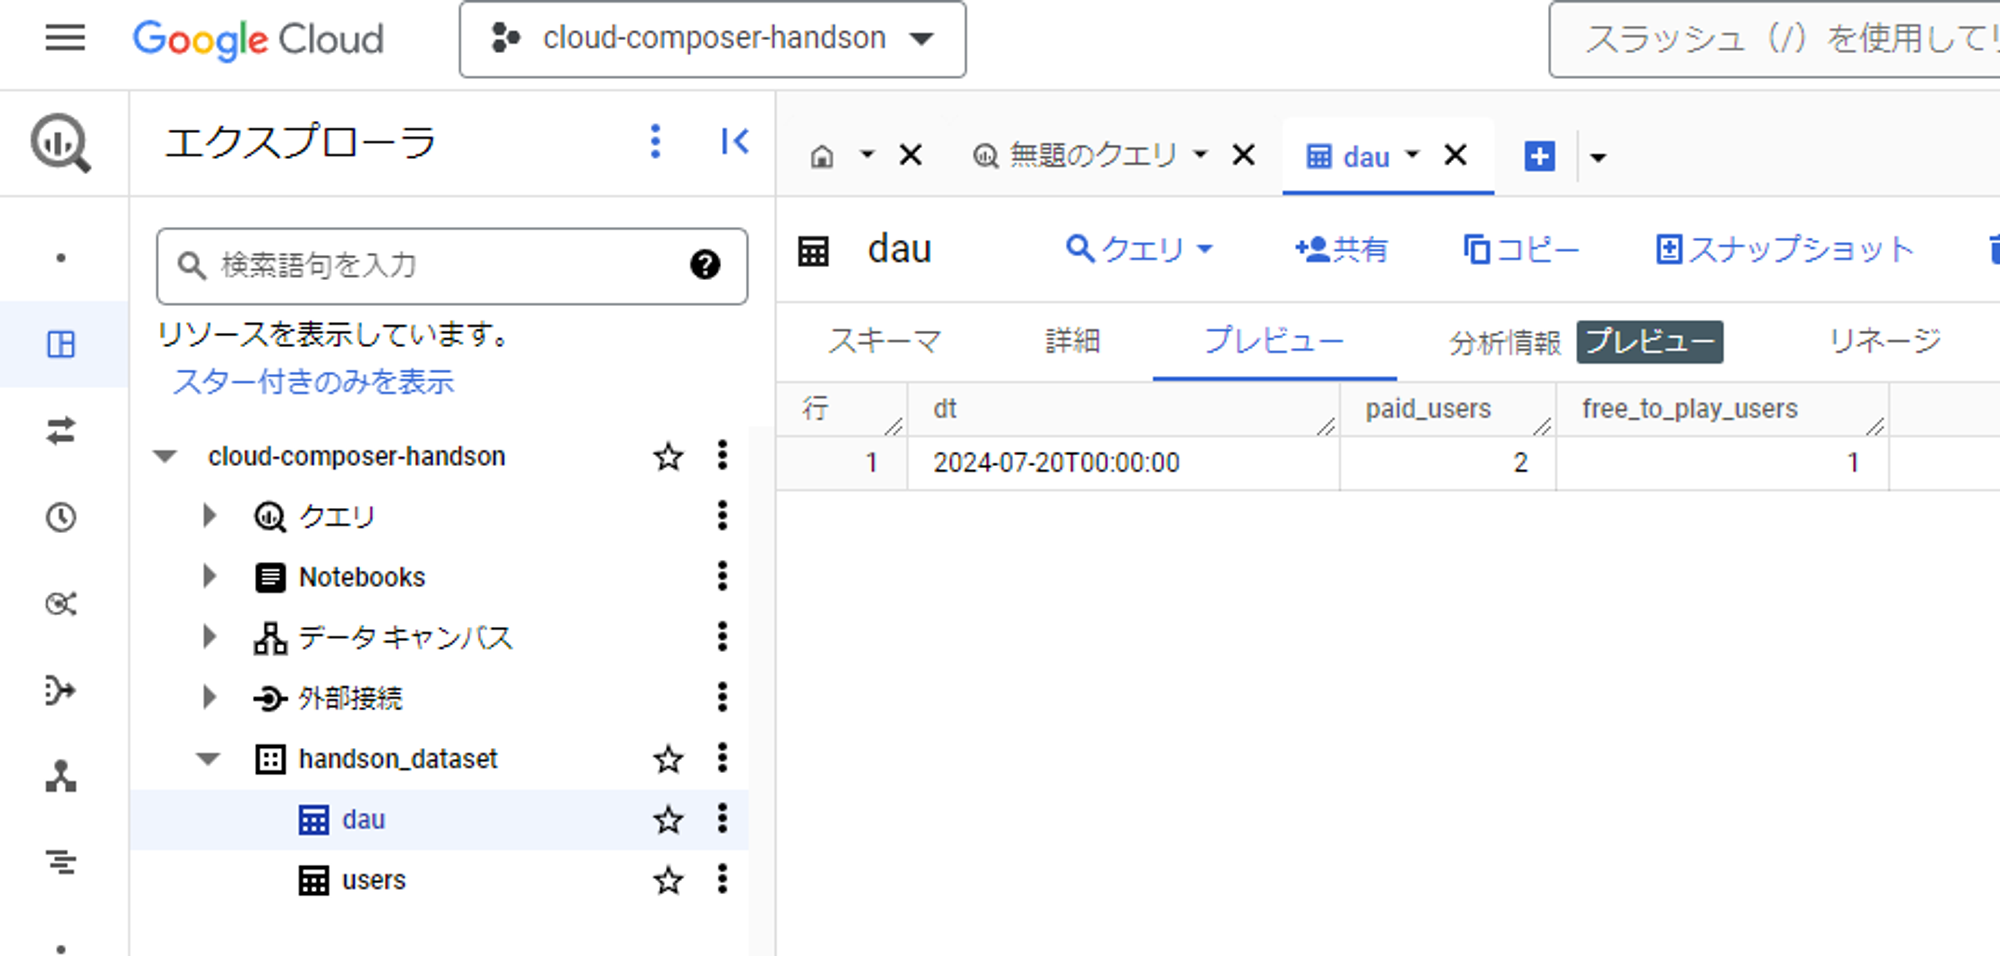 Google Cloud
cloud-composer-handson
スラッシュ（/）を使用して
エクスプローラ
無題のクエリ
dau
dau
クエリ
共有
コピー
スナップショット
検索語句を入力
リソースを表示しています。
スター付きのみを表示
スキーマ
詳細
プレビュー
分析情報 プレビュー
リネージ
行 dt paid_users free_to_play_users
1 2024-07-20T00:00:00 2 1
cloud-composer-handson
クエリ
Notebooks
データ キャンバス
外部接続
handson_dataset
dau
users